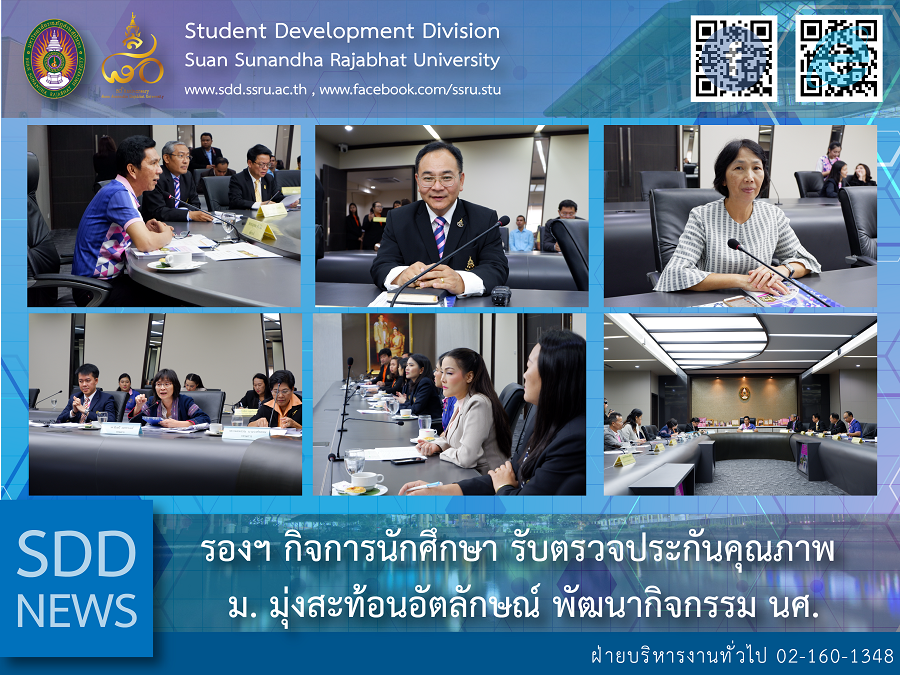 Student Development Division
Suan Sunandha Rajabhat University
www.sdd.ssru.ac.th , www.facebook.com/ssru.stu
SDD
NEWS
รองฯ กิจการนักศึกษา รับตรวจประกันคุณภาพ
ม. มุ่งสะท้อนอัตลักษณ์ พัฒนากิจกรรม นศ.
ฝ่ายบริหารงานทั่วไป 02-160-1348